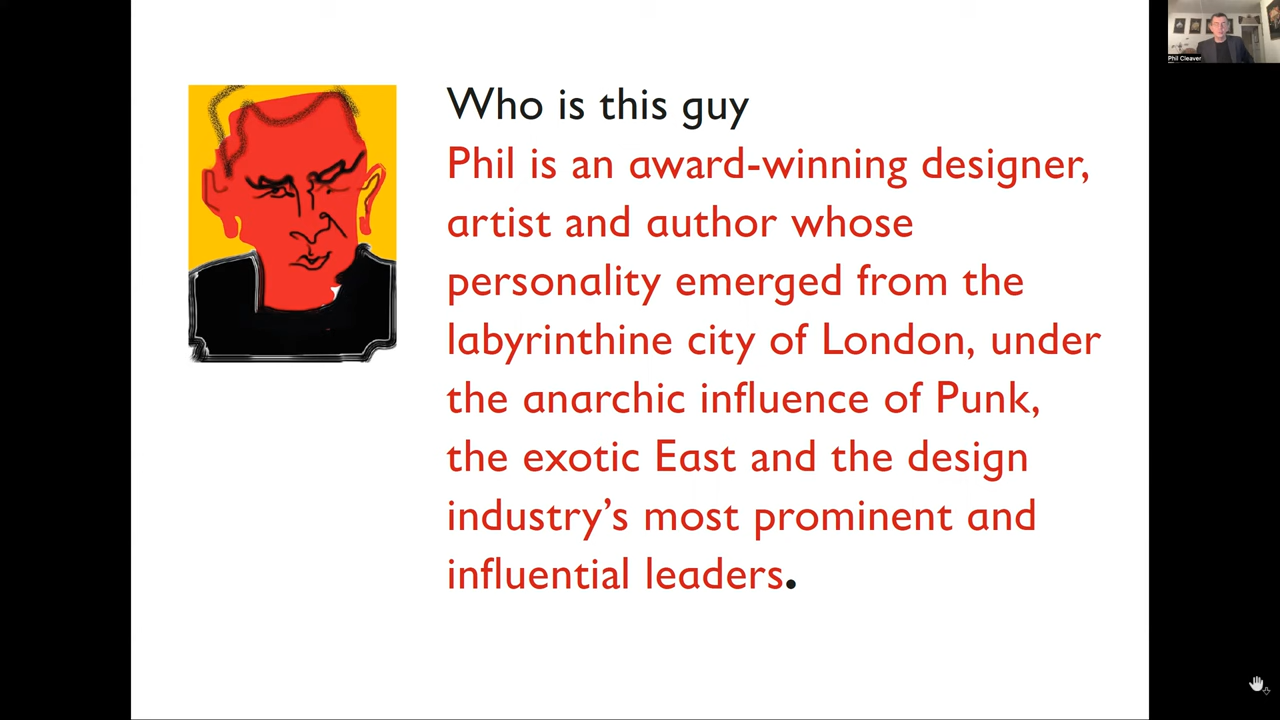 Who is this guy
Phil is an award-winning designer,
artist and author whose
personality emerged from the
labyrinthine city of London, under
the anarchic influence of Punk,
the exotic East and the design
industry’s most prominent and
influential leaders.
Phil Cleaver